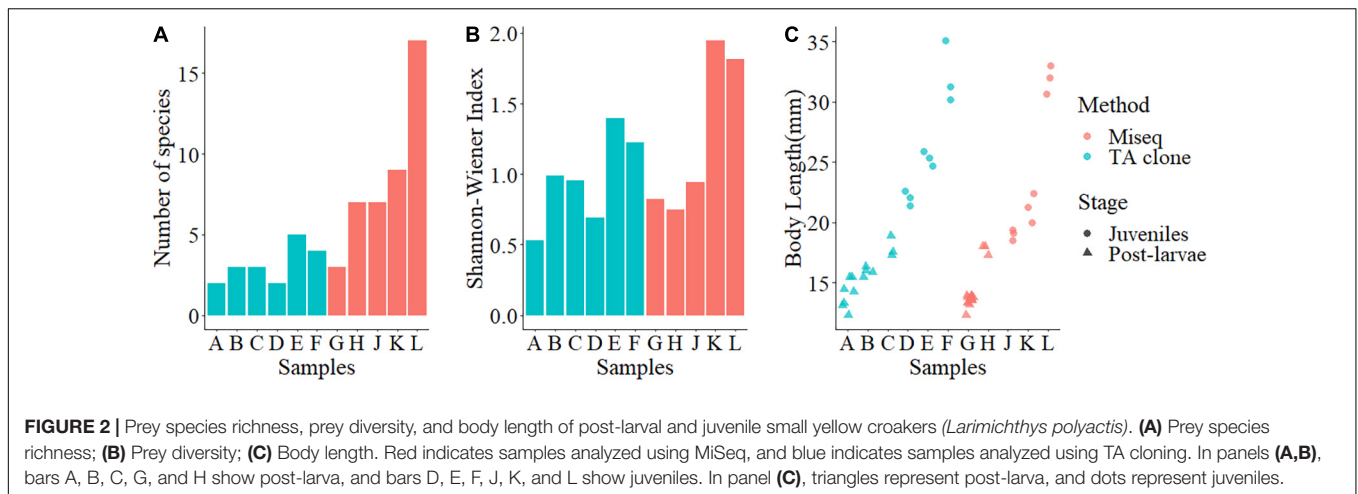 A
Number of species
15
10
5
0
A B C D E F G H J K L
Samples
B
Shannon-Wiener Index
2.0
1.5
1.0
0.5
0.0
A B C D E F G H J K L
Samples
C
Body Length(mm)
35
30
25
20
15
A B C D E F G H J K L
Samples
Method
Miseq
TA clone
Stage
Juveniles
Post-larvae
FIGURE 2 | Prey species richness, prey diversity, and body length of post-larval and juvenile small yellow croakers (Larimichthys polyactis). (A) Prey species
richness; (B) Prey diversity; (C) Body length. Red indicates samples analyzed using MiSeq, and blue indicates samples analyzed using TA cloning. In panels (A,B),
bars A, B, C, G, and H show post-larva, and bars D, E, F, J, K, and L show juveniles. In panel (C), triangles represent post-larva, and dots represent juveniles.